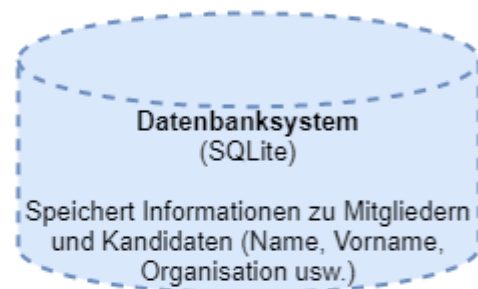 Datenbanksystem
(SQLite)
Speichert Informationen zu Mitgliedern
und Kandidaten (Name, Vorname,
Organisation usw.)